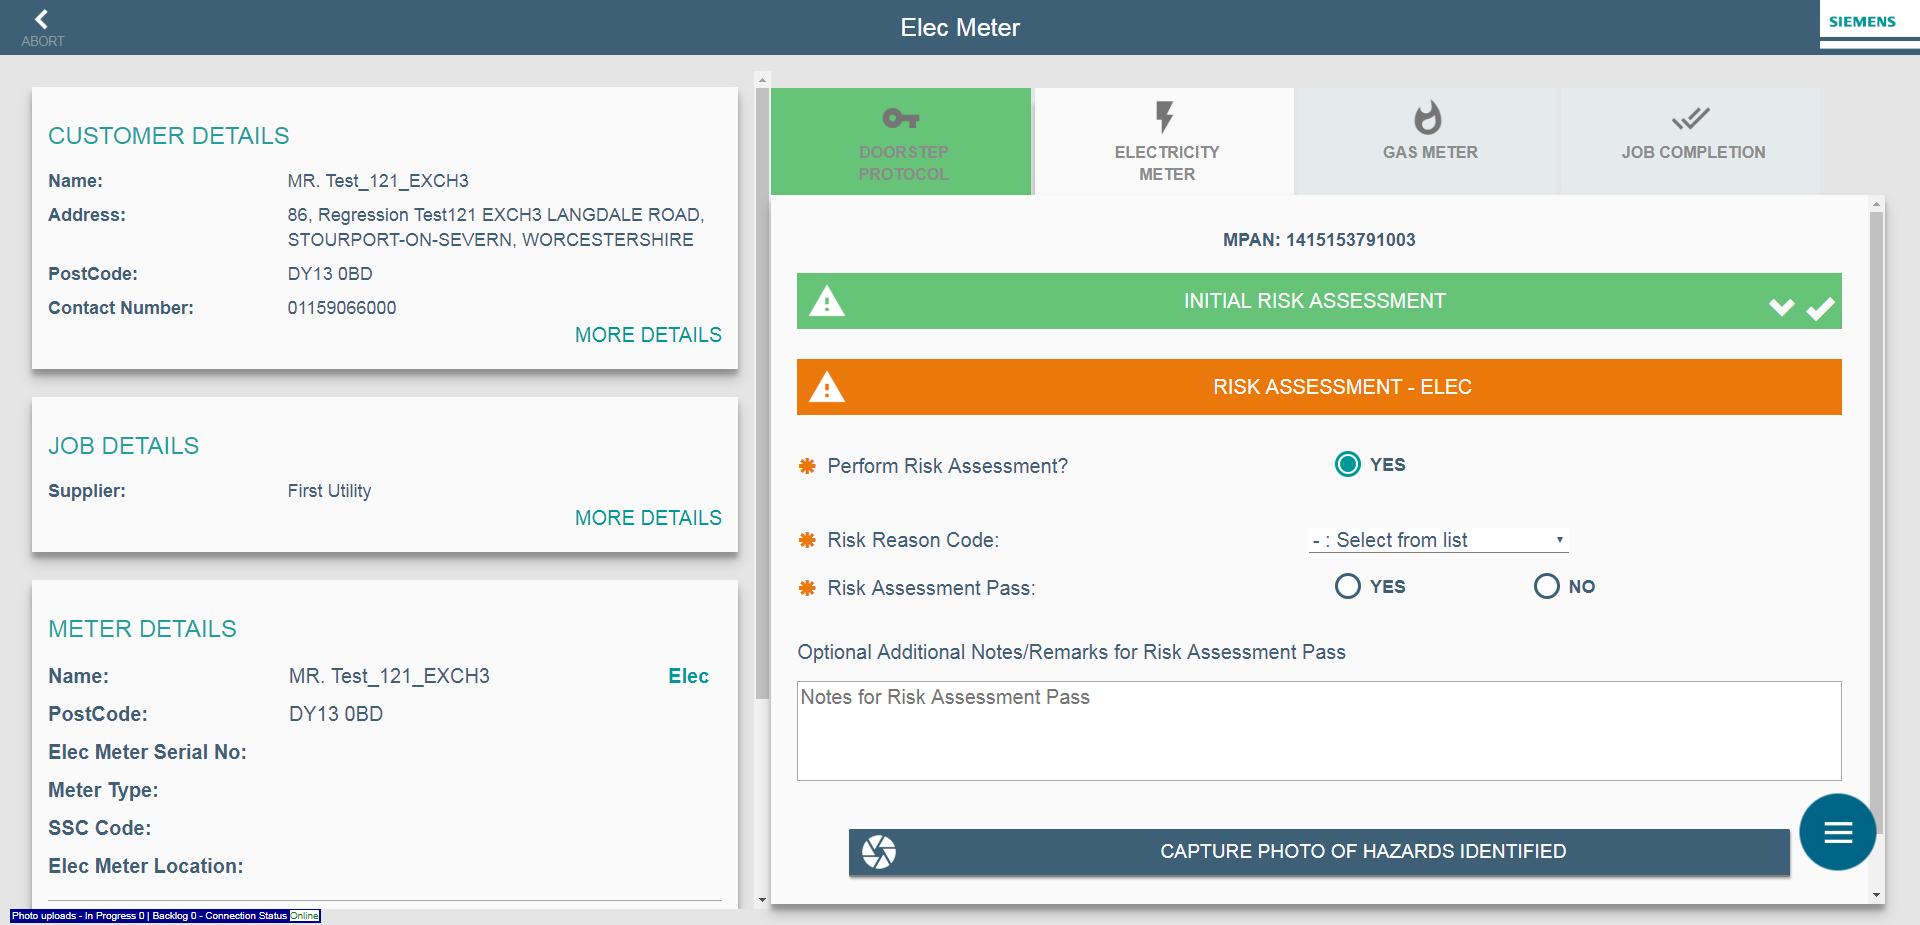 ABORT
Elec Meter
SIEMENS
CUSTOMER DETAILS
Name: MR. Test_121_EXCH3
Address: 86, Regression Test121 EXCH3 LANGDALE ROAD,
STOURPORT-ON-SEVERN, WORCESTERSHIRE
PostCode: DY13 0BD
Contact Number: 01159066000
MORE DETAILS
JOB DETAILS
Supplier: First Utility
MORE DETAILS
METER DETAILS
Name: MR. Test_121_EXCH3 Elec
PostCode: DY13 0BD
Elec Meter Serial No:
Meter Type:
SSC Code:
Elec Meter Location:
Photo uploads - In Progress 0 | Backlog 0 - Connection Status Online
DOORSTEP
PROTOCOL
ELECTRICITY
METER
GAS METER
JOB COMPLETION
MPAN: 1415153791003
INITIAL RISK ASSESSMENT
RISK ASSESSMENT - ELEC
Perform Risk Assessment? YES
Risk Reason Code: - : Select from list
Risk Assessment Pass: YES NO
Optional Additional Notes/Remarks for Risk Assessment Pass
Notes for Risk Assessment Pass
CAPTURE PHOTO OF HAZARDS IDENTIFIED